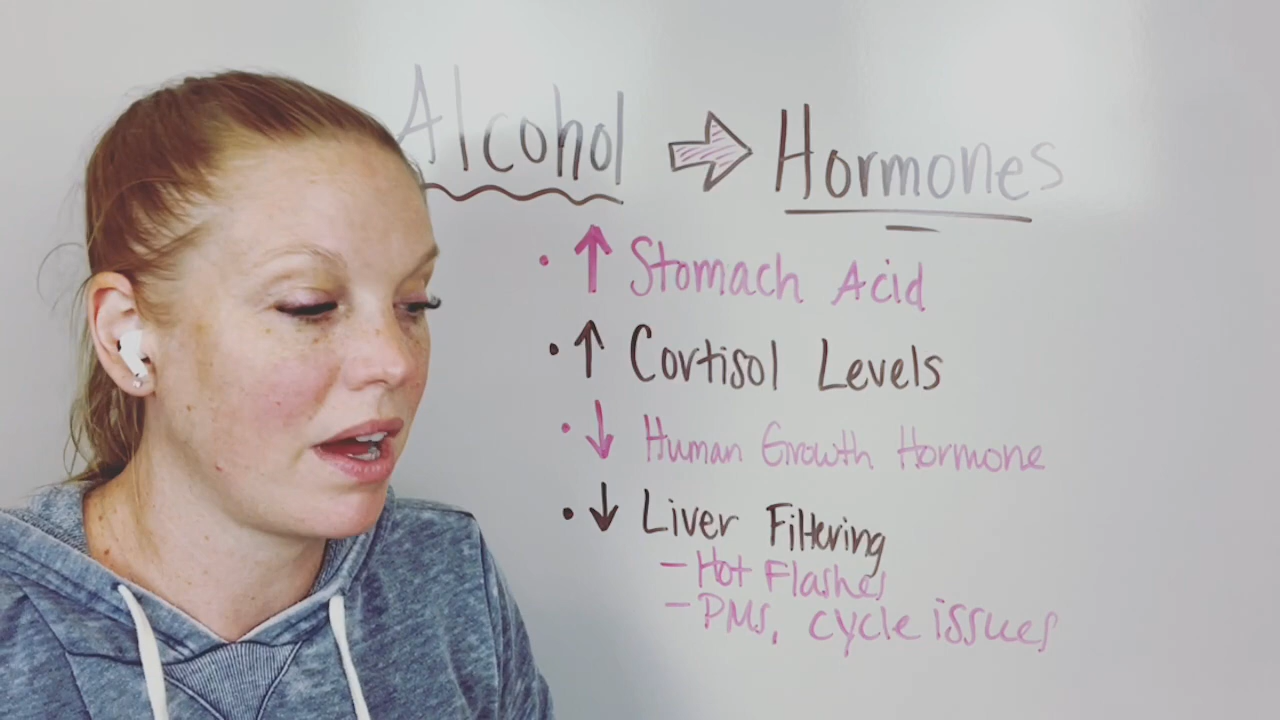 Alcohol ⇨ Hormones
• ↑ Stomach Acid
• ↑ Cortisol Levels
• ↓ Human Growth Hormone
• ↓ Liver Filtering
- Hot Flashes
- PMS, cycle issues